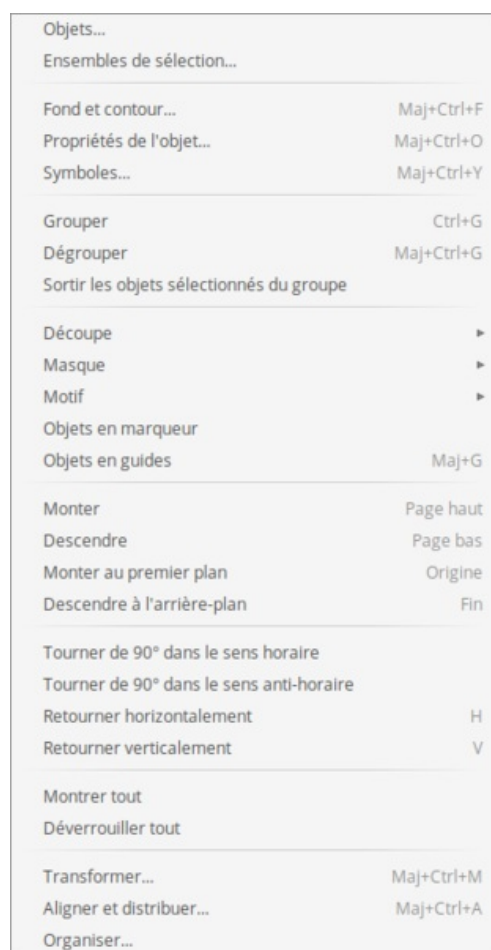 Objets...
Ensembles de sélection...
Fond et contour... Maj+Ctrl+F
Propriétés de l'objet... Maj+Ctrl+O
Symboles... Maj+Ctrl+Y
Grouper Ctrl+G
Dégrouper Maj+Ctrl+G
Sortir les objets sélectionnés du groupe
Découpe
Masque
Motif
Objets en marqueur
Objets en guides Maj+G
Monter Page haut
Descendre Page bas
Monter au premier plan Origine
Descendre à l'arrière-plan Fin
Tourner de 90° dans le sens horaire
Tourner de 90° dans le sens anti-horaire
Retourner horizontalement H
Retourner verticalement V
Montrer tout
Déverrouiller tout
Transformer... Maj+Ctrl+M
Aligner et distribuer... Maj+Ctrl+A
Organiser...